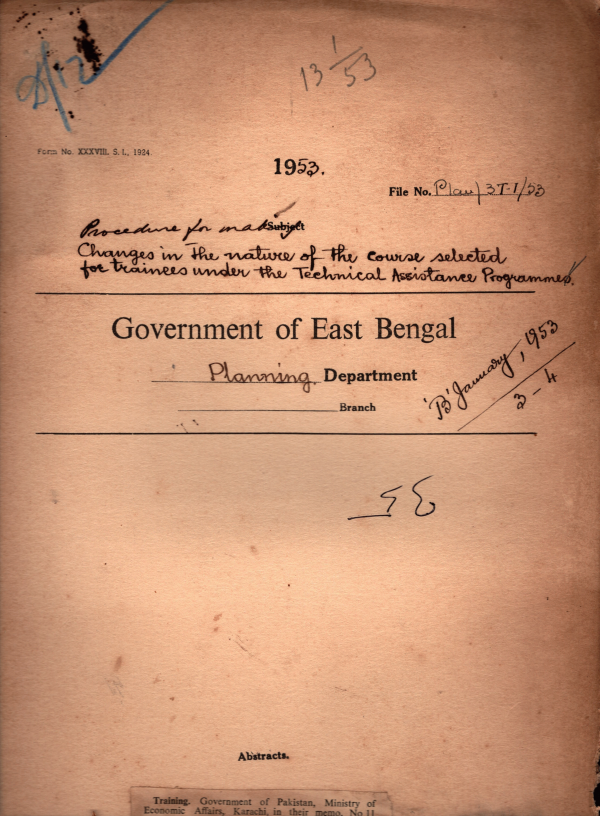 13 1/53
Form No. XXXVIII, S. I., 1924.
1953.
File No. Plan/3T-1/53
Procedure for making
Subject
Changes in the nature of the course selected
for trainees under the Technical Assistance Programmes.
Government of East Bengal
Planning Department
Branch
'B' January, 1953
3-4
Abstracts.
Training. Government of Pakistan, Ministry of
Economic Affairs, Karachi, in their memo. No 11